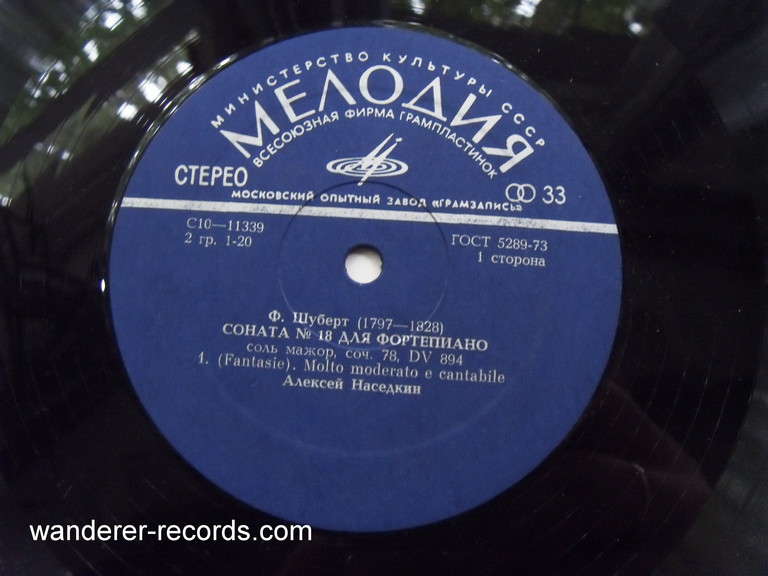 МИНИСТЕРСТВО КУЛЬТУРЫ СССР
МЕЛОДИЯ
ВСЕСОЮЗНАЯ ФИРМА ГРАМПЛАСТИНОК
СТЕРЕО
33
МОСКОВСКИЙ ОПЫТНЫЙ ЗАВОД «ГРАМЗАПИСЬ»
С10—11339
2 гр. 1-20
ГОСТ 5289-73
1 сторона
Ф. Шуберт (1797—1828)
СОНАТА № 18 ДЛЯ ФОРТЕПИАНО
соль мажор, соч. 78, DV 894
1. (Fantasie). Molto moderato e cantabile
Алексей Наседкин
wanderer-records.com